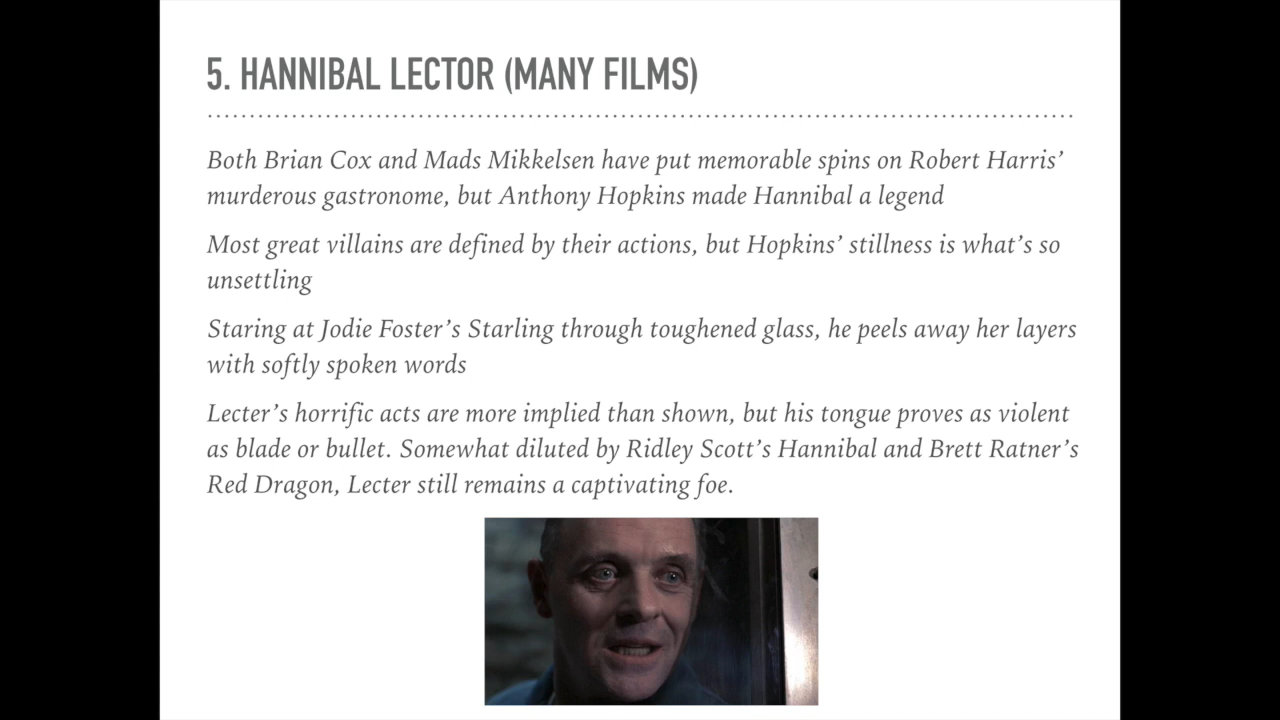 5. HANNIBAL LECTOR (MANY FILMS)
Both Brian Cox and Mads Mikkelsen have put memorable spins on Robert Harris’
murderous gastronome, but Anthony Hopkins made Hannibal a legend
Most great villains are defined by their actions, but Hopkins’ stillness is what’s so
unsettling
Staring at Jodie Foster’s Starling through toughened glass, he peels away her layers
with softly spoken words
Lecter’s horrific acts are more implied than shown, but his tongue proves as violent
as blade or bullet. Somewhat diluted by Ridley Scott’s Hannibal and Brett Ratner’s
Red Dragon, Lecter still remains a captivating foe.